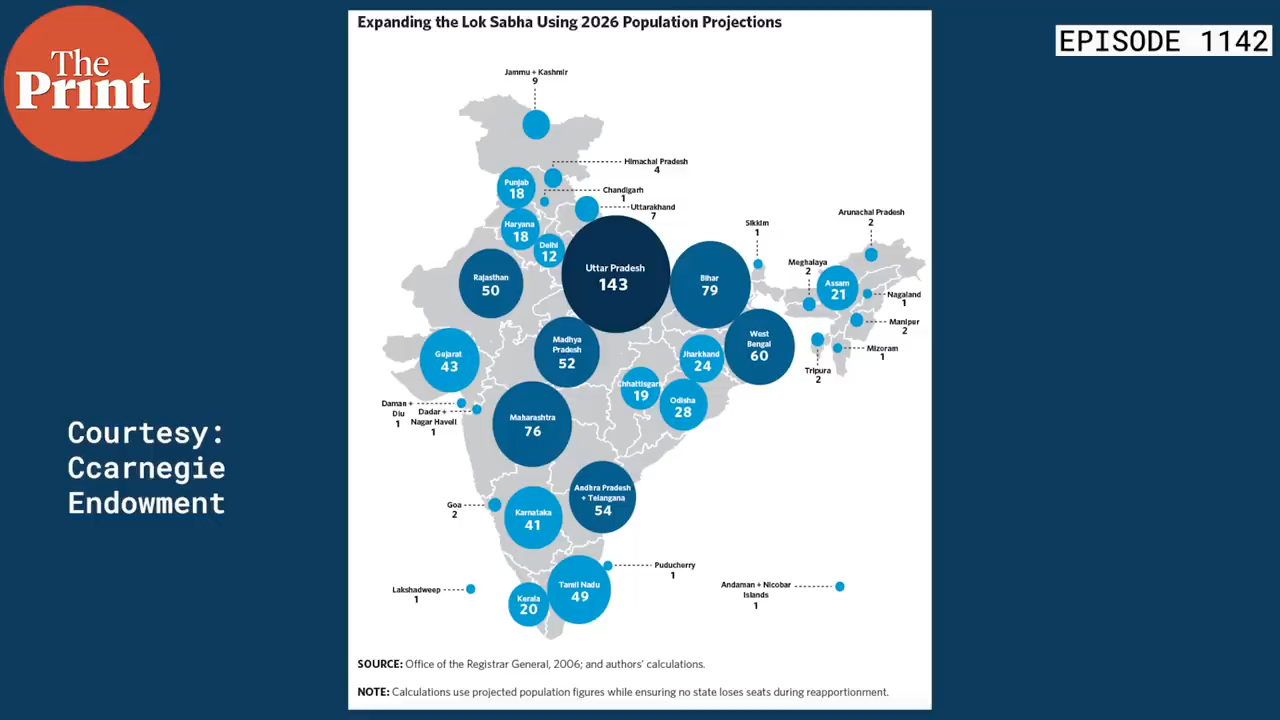 The
Print
EPISODE 1142
Courtesy:
Ccarnegie
Endowment
Expanding the Lok Sabha Using 2026 Population Projections
Jammu + Kashmir
9
Himachal Pradesh
4
Punjab
18
Chandigarh
1
Uttarakhand
7
Haryana
18
Delhi
12
Uttar Pradesh
143
Rajasthan
50
Bihar
79
Sikkim
1
Arunachal Pradesh
2
Meghalaya
2
Assam
21
Nagaland
1
Manipur
2
Mizoram
1
Tripura
2
West
Bengal
60
Jharkhand
24
Madhya
Pradesh
52
Gujarat
43
Chhattisgarh
19
Odisha
28
Daman +
Diu
1
Dadar +
Nagar Haveli
1
Maharashtra
76
Andhra Pradesh
+ Telangana
54
Goa
2
Karnataka
41
Puducherry
1
Lakshadweep
1
Kerala
20
Tamil Nadu
49
Andaman + Nicobar
Islands
1
SOURCE: Office of the Registrar General, 2006; and authors' calculations.
NOTE: Calculations use projected population figures while ensuring no state loses seats during reapportionment.